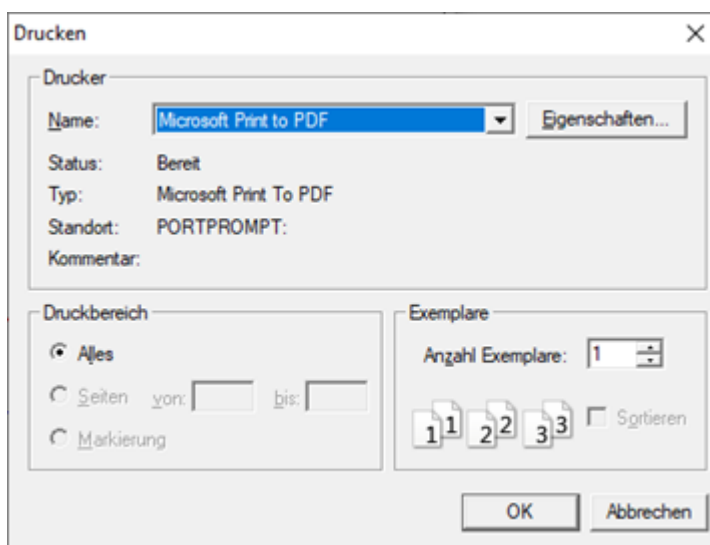 Drucken
Drucker
Name: Microsoft Print to PDF Eigenschaften...
Status: Bereit
Typ: Microsoft Print To PDF
Standort: PORTPROMPT:
Kommentar:
Druckbereich
Alles
Seiten von: bis:
Markierung
Exemplare
Anzahl Exemplare: 1
1 1 2 2 3 3 Sortieren
OK Abbrechen